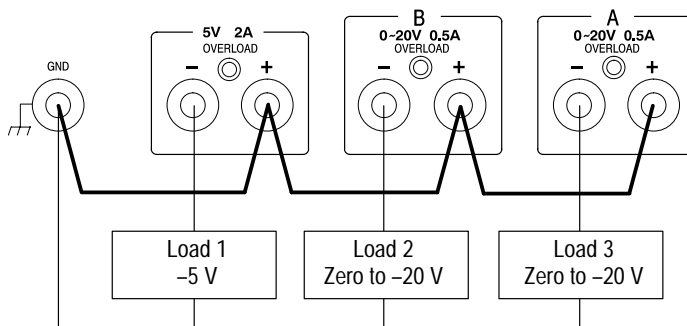 GND
5V 2A
OVERLOAD
− +
B
0~20V 0.5A
OVERLOAD
− +
A
0~20V 0.5A
OVERLOAD
− +
Load 1
–5 V
Load 2
Zero to –20 V
Load 3
Zero to –20 V